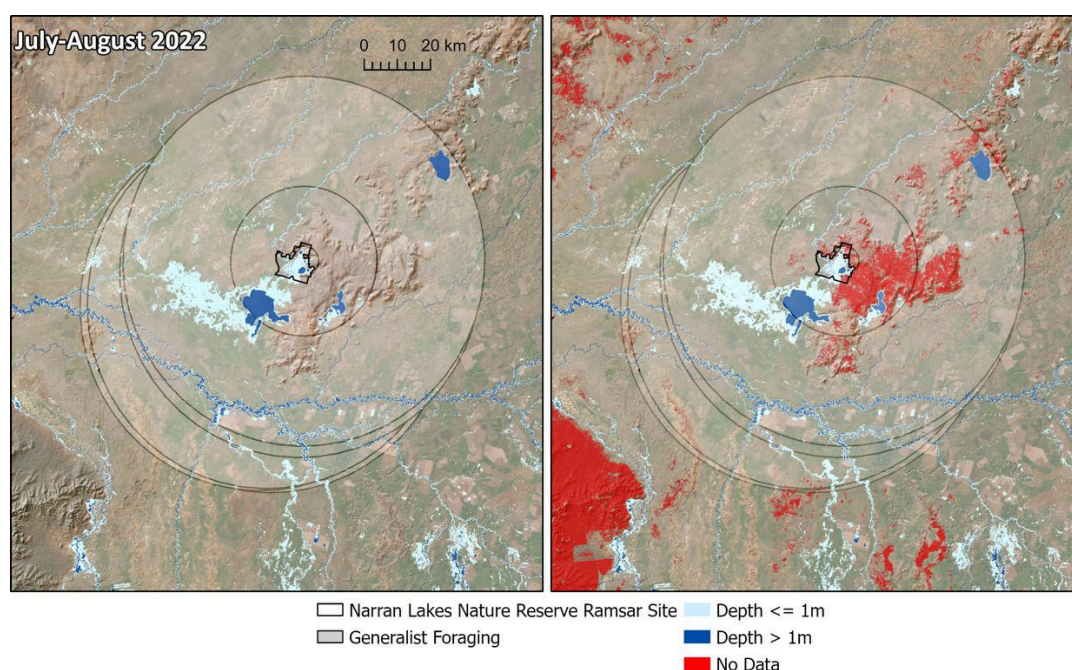 July-August 2022
0 10 20 km
Narran Lakes Nature Reserve Ramsar Site
Generalist Foraging
Depth <= 1m
Depth > 1m
No Data